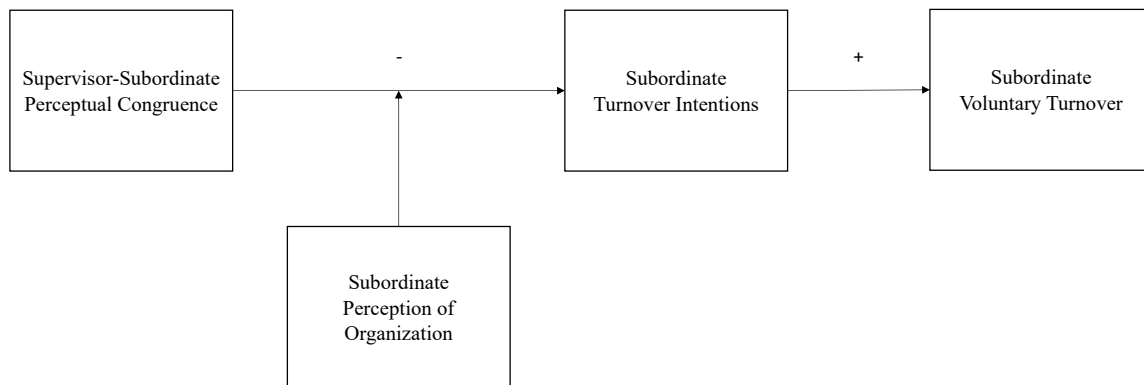 Supervisor-Subordinate
Perceptual Congruence
-
Subordinate
Turnover Intentions
+
Subordinate
Voluntary Turnover
Subordinate
Perception of
Organization